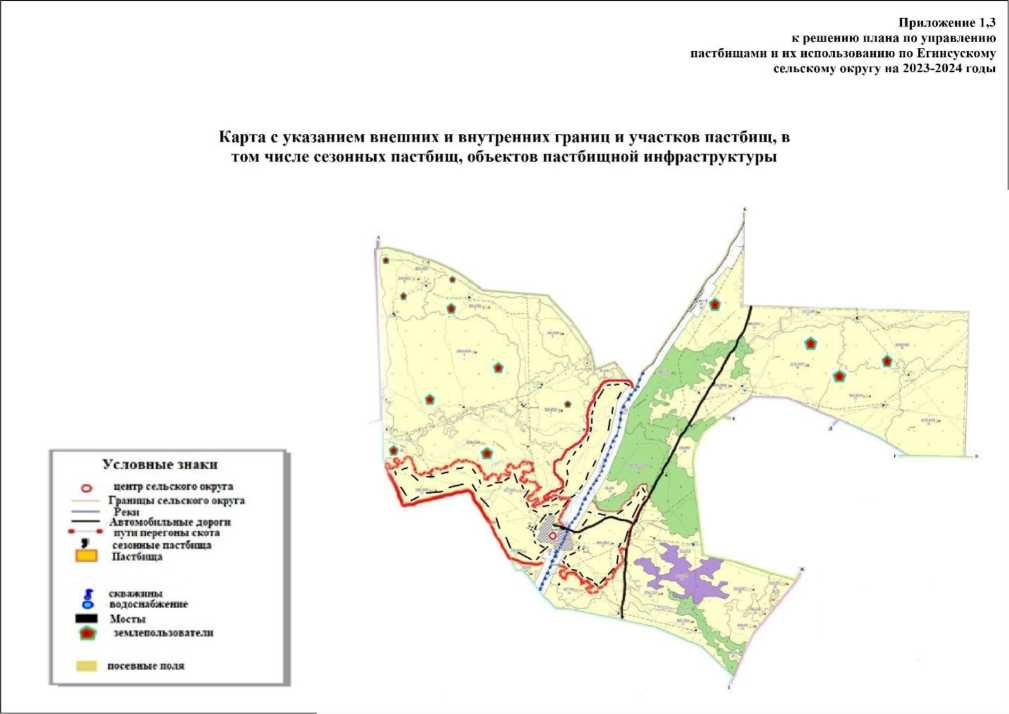 Приложение 1,3
к решению плана по управлению
пастбищами и их использованию по Егинсускому
сельскому округу на 2023-2024 годы
Карта с указанием внешних и внутренних границ и участков пастбищ, в
том числе сезонных пастбищ, объектов пастбищной инфраструктуры
Условные знаки
центр сельского округа
Границы сельского округа
Реки
Автомобильные дороги
пути перегоны скота
сезонные пастбища
Пастбища
скважины
водоснабжение
Мосты
землепользователи
посевные поля